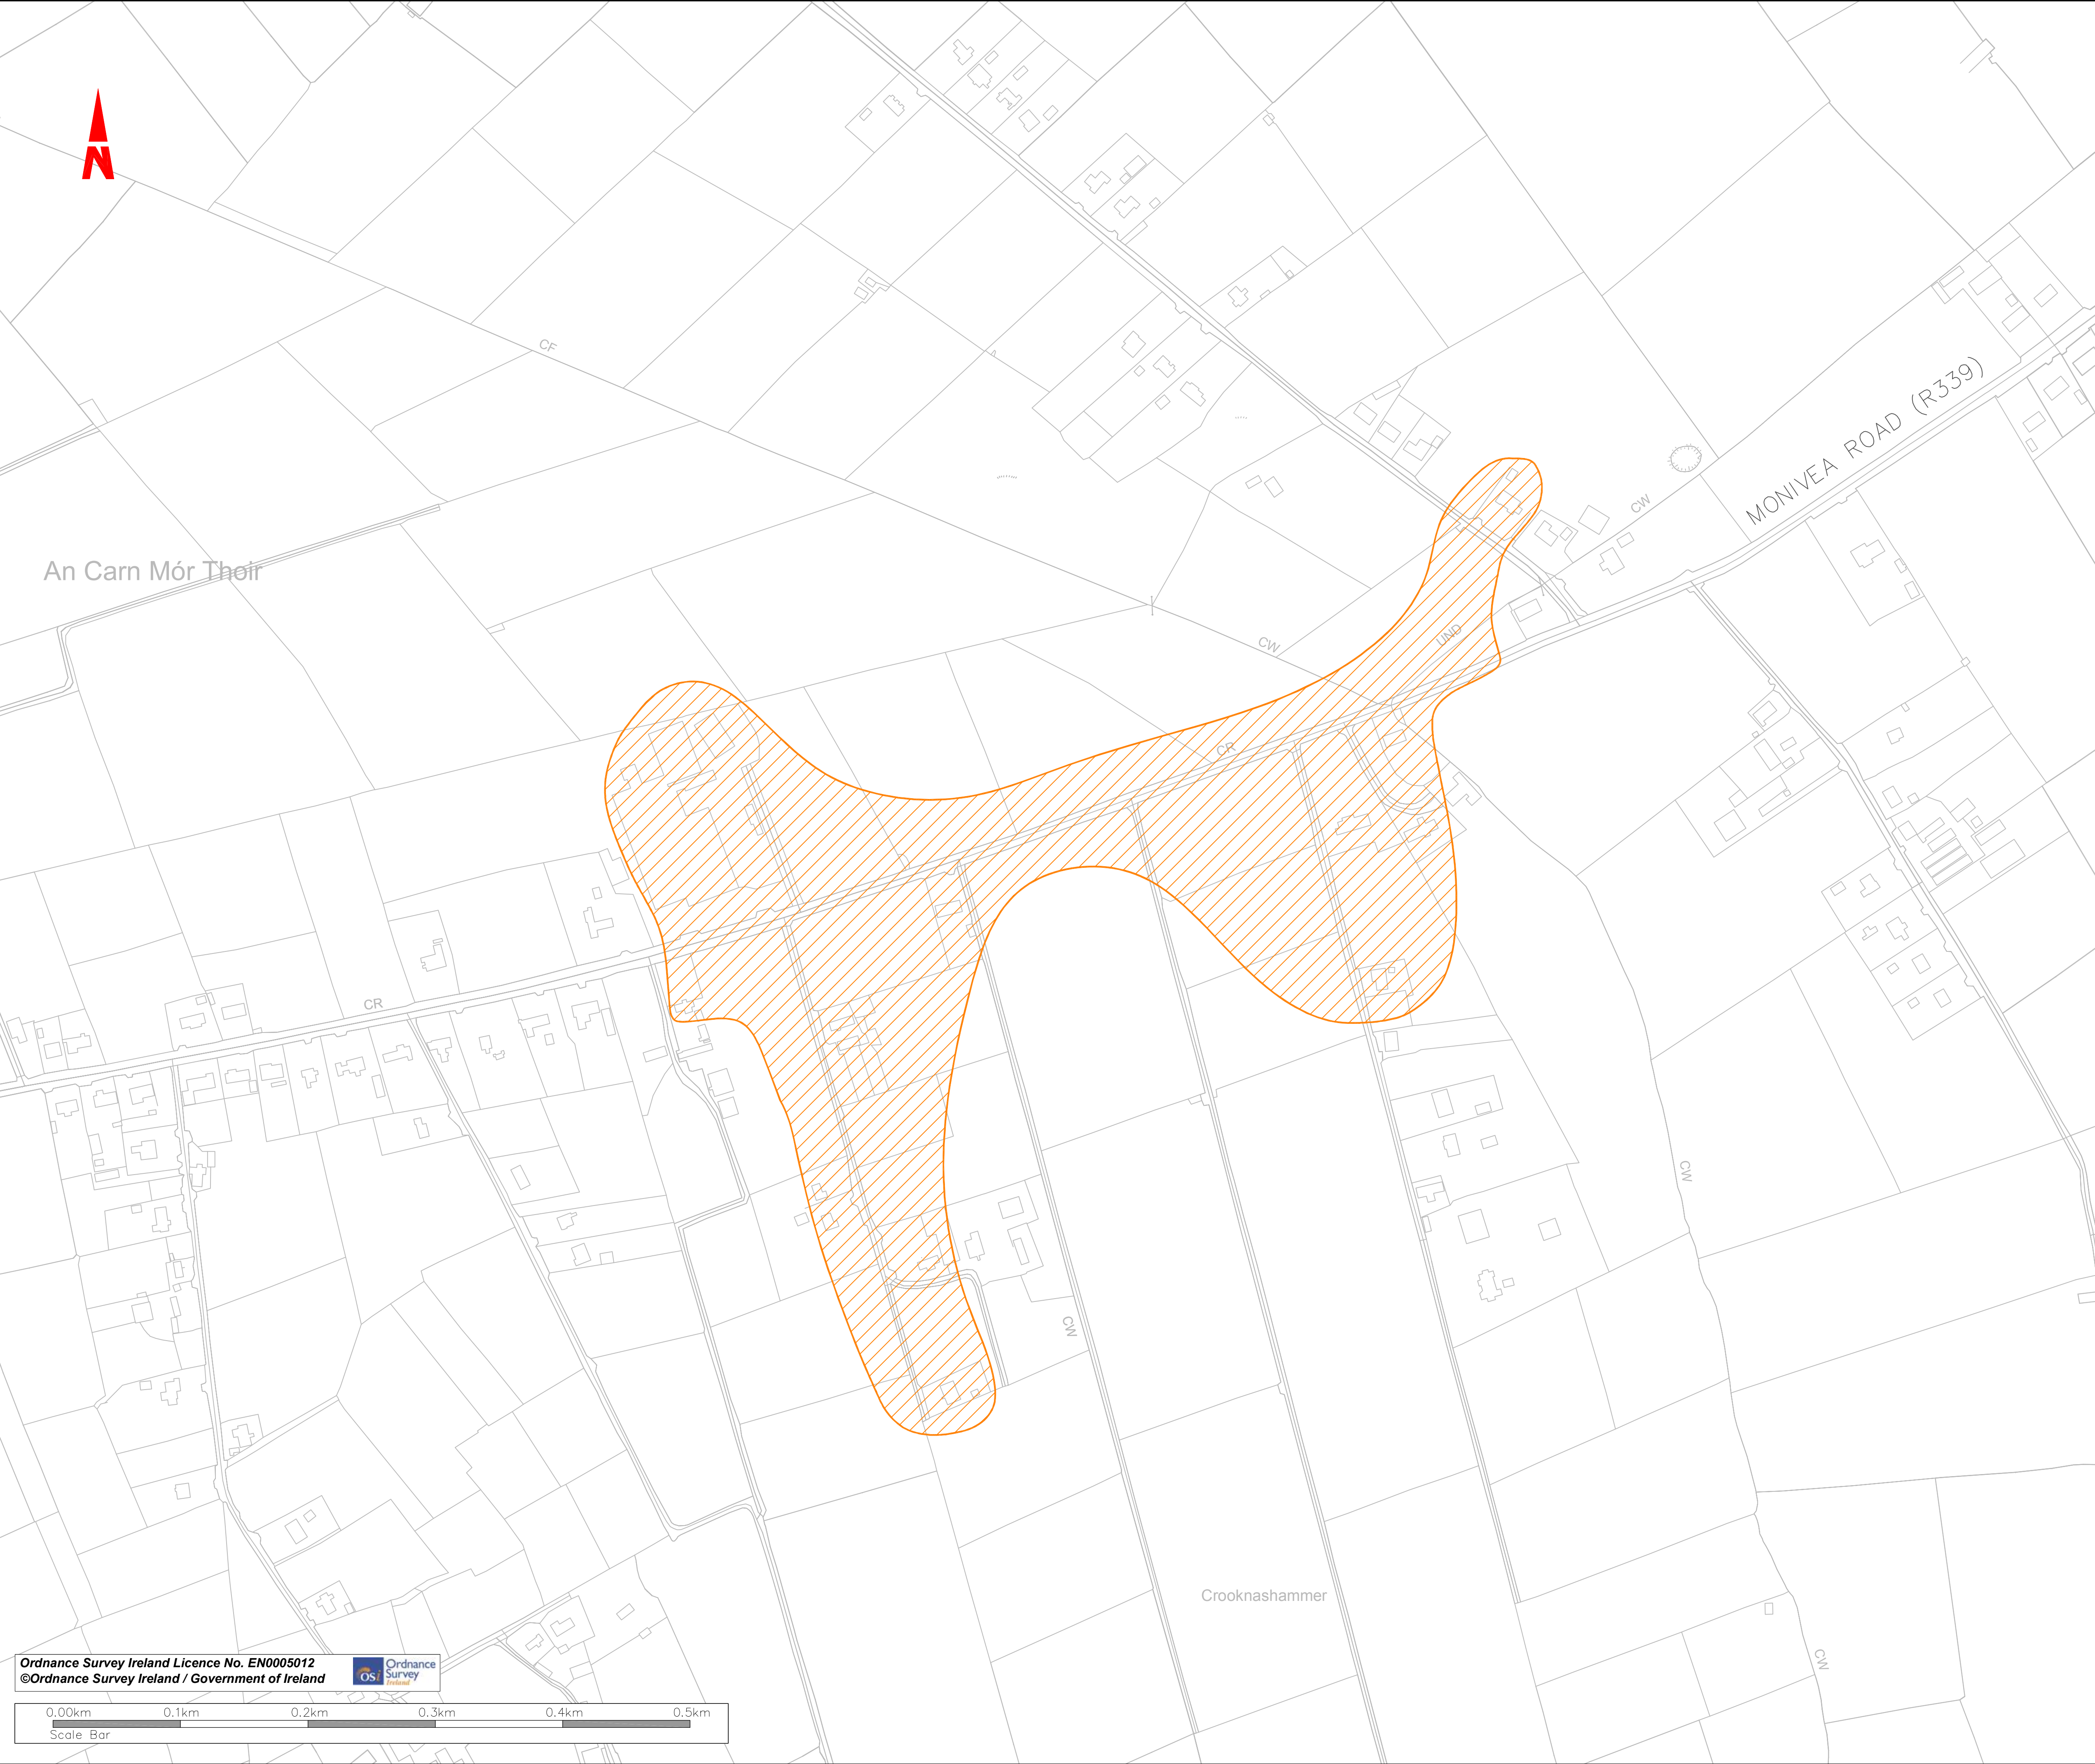 N
CF
MONIVEA ROAD (R339)
CW
An Carn Mór Thoir
UND
CW
CR
CR
CW
CW
Crooknashammer
CW
Ordnance Survey Ireland Licence No. EN0005012
©Ordnance Survey Ireland / Government of Ireland
OSi
Ordnance
Survey
Ireland
0.00km 0.1km 0.2km 0.3km 0.4km 0.5km
Scale Bar